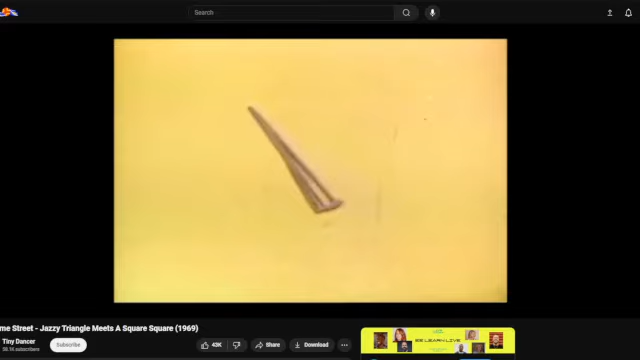 Search
me Street - Jazzy Triangle Meets A Square Square (1969)
Tiny Dancer
Subscribe
43K
Share
Download